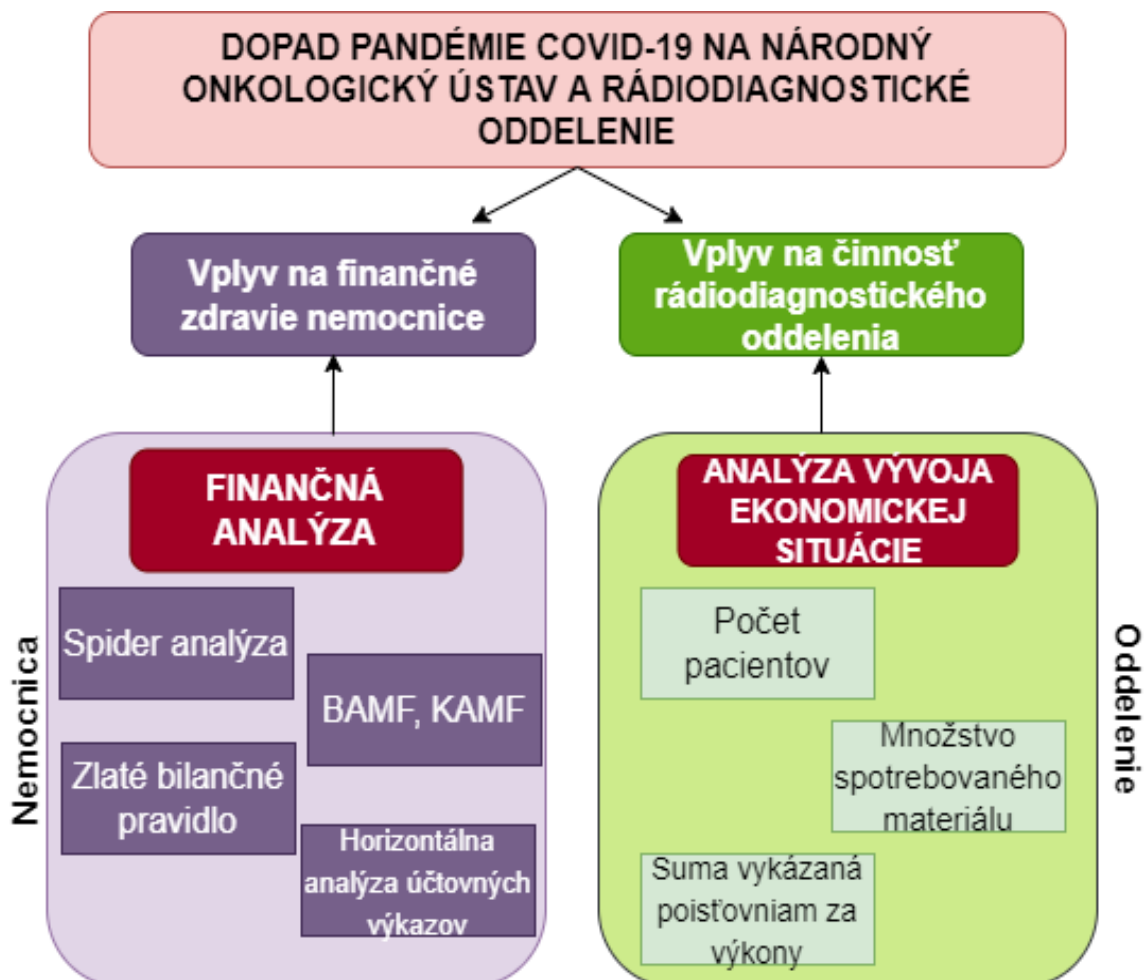 DOPAD PANDÉMIE COVID-19 NA NÁRODNÝ
ONKOLOGICKÝ ÚSTAV A RÁDIODIAGNOSTICKÉ
ODDELENIE
Vplyv na finančné
zdravie nemocnice
Vplyv na činnosť
rádiodiagnostického
oddelenia
Nemocnica
FINANČNÁ
ANALÝZA
Spider analýza
BAMF, KAMF
Zlaté bilančné
pravidlo
Horizontálna
analýza účtovných
výkazov
ANALÝZA VÝVOJA
EKONOMICKEJ
SITUÁCIE
Počet
pacientov
Množstvo
spotrebovaného
materiálu
Suma vykázaná
poisťovniam za
výkony
Oddelenie